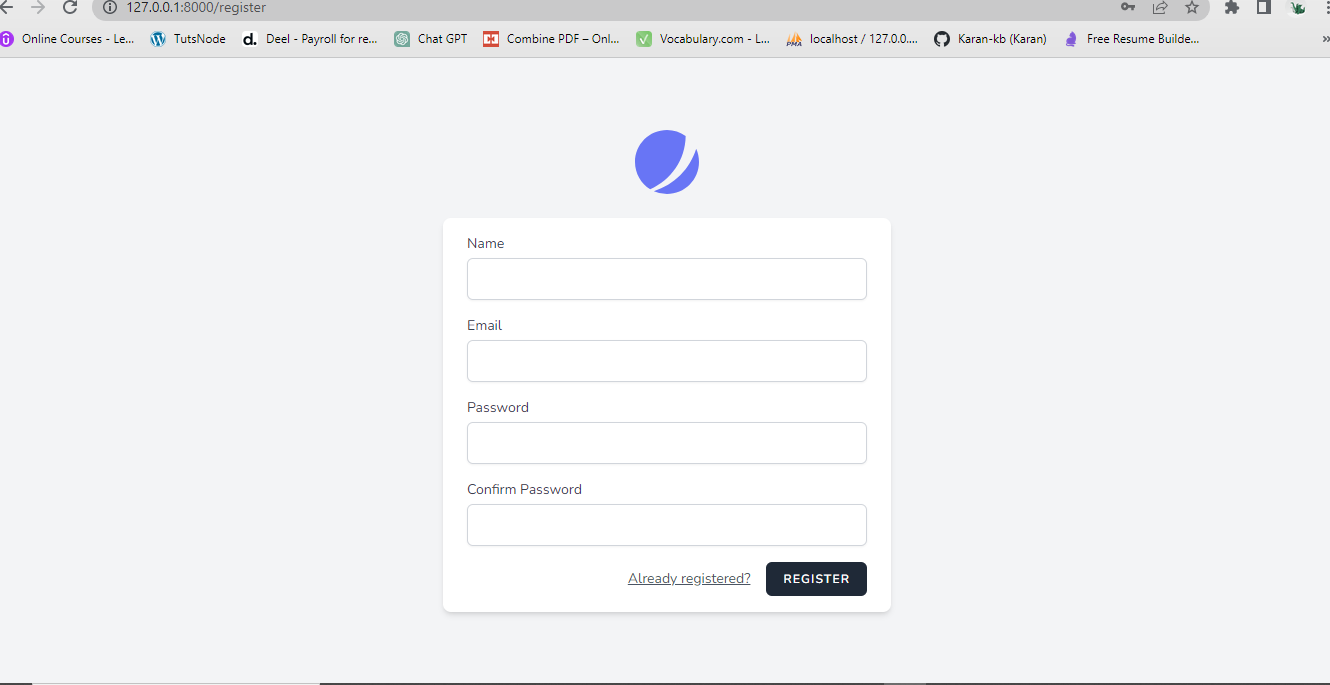 127.0.0.1:8000/register
Online Courses - Le... TutsNode d. Deel - Payroll for re... Chat GPT Combine PDF – Onl... Vocabulary.com - L... PMA localhost / 127.0.0.... Karan-kb (Karan) Free Resume Builde... »
Name
Email
Password
Confirm Password
Already registered? REGISTER